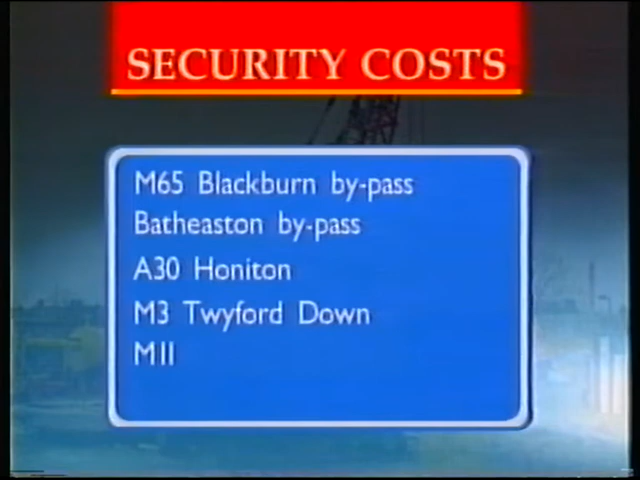 SECURITY COSTS
M65 Blackburn by-pass
Batheaston by-pass
A30 Honiton
M3 Twyford Down
M11